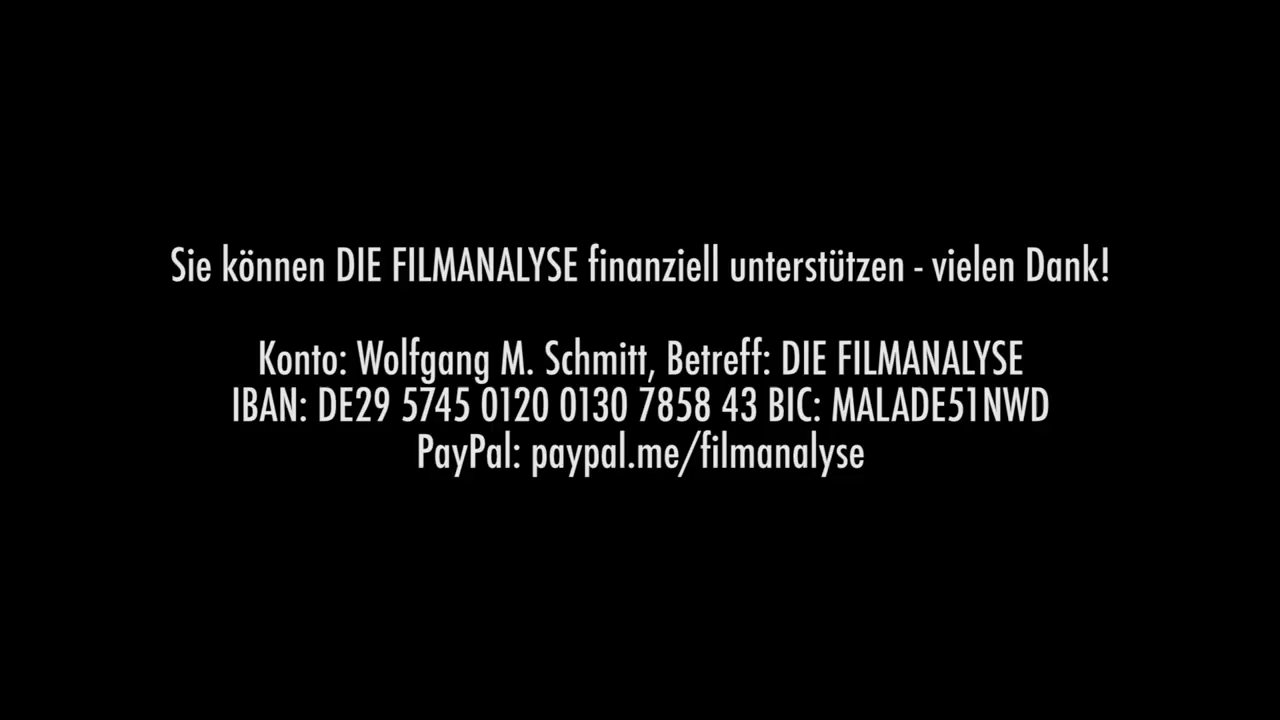 Sie können DIE FILMANALYSE finanziell unterstützen - vielen Dank!
Konto: Wolfgang M. Schmitt, Betreff: DIE FILMANALYSE
IBAN: DE29 5745 0120 0130 7858 43 BIC: MALADE51NWD
PayPal: paypal.me/filmanalyse